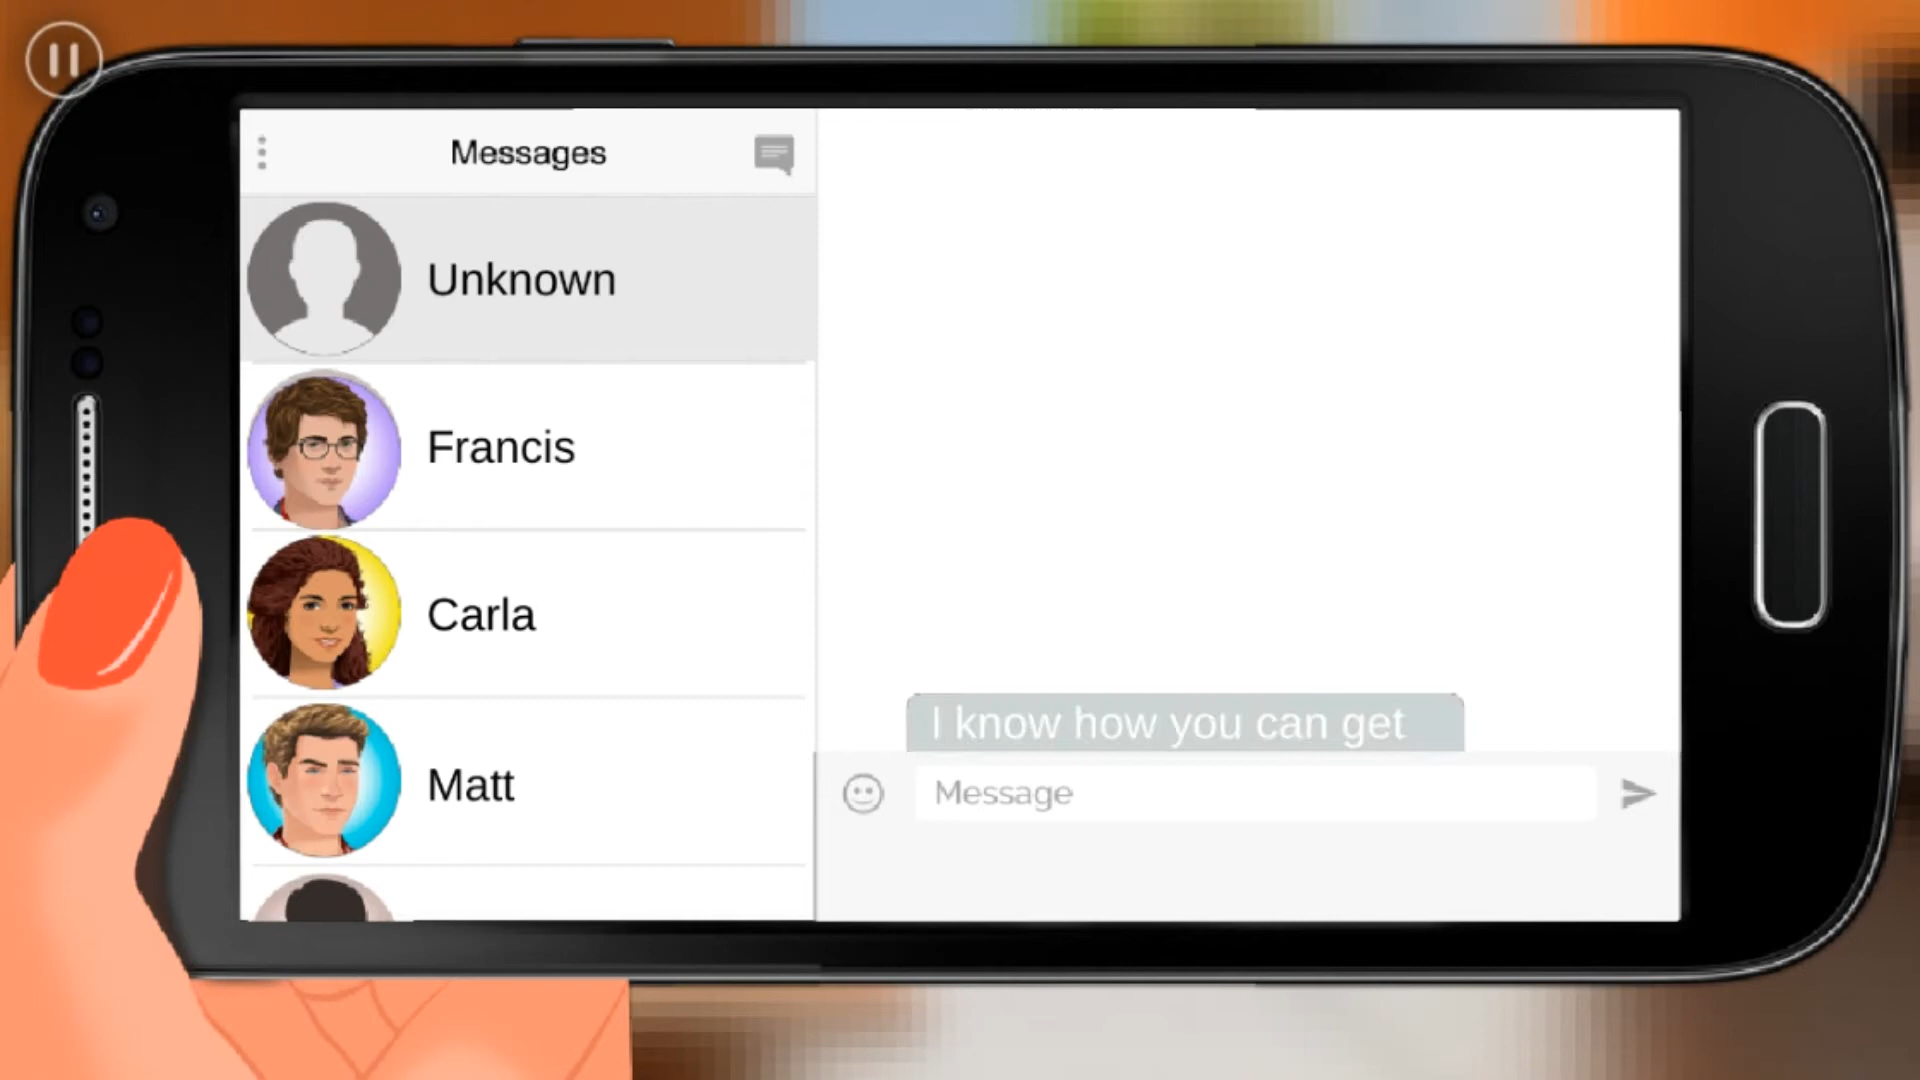 Messages
Unknown
Francis
Carla
Matt
I know how you can get
Message